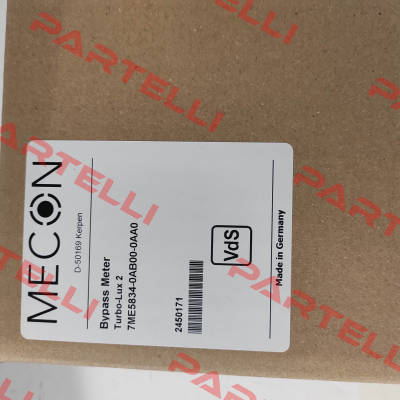 MECON
D-50169 Kerpen
Bypass Meter
Turbo-Lux 2
7ME5834-0AB00-0AA0
2450171
VdS
Made in Germany
PARTELLI
PARTELLI
PARTELLI
PARTELLI
PARTELLI